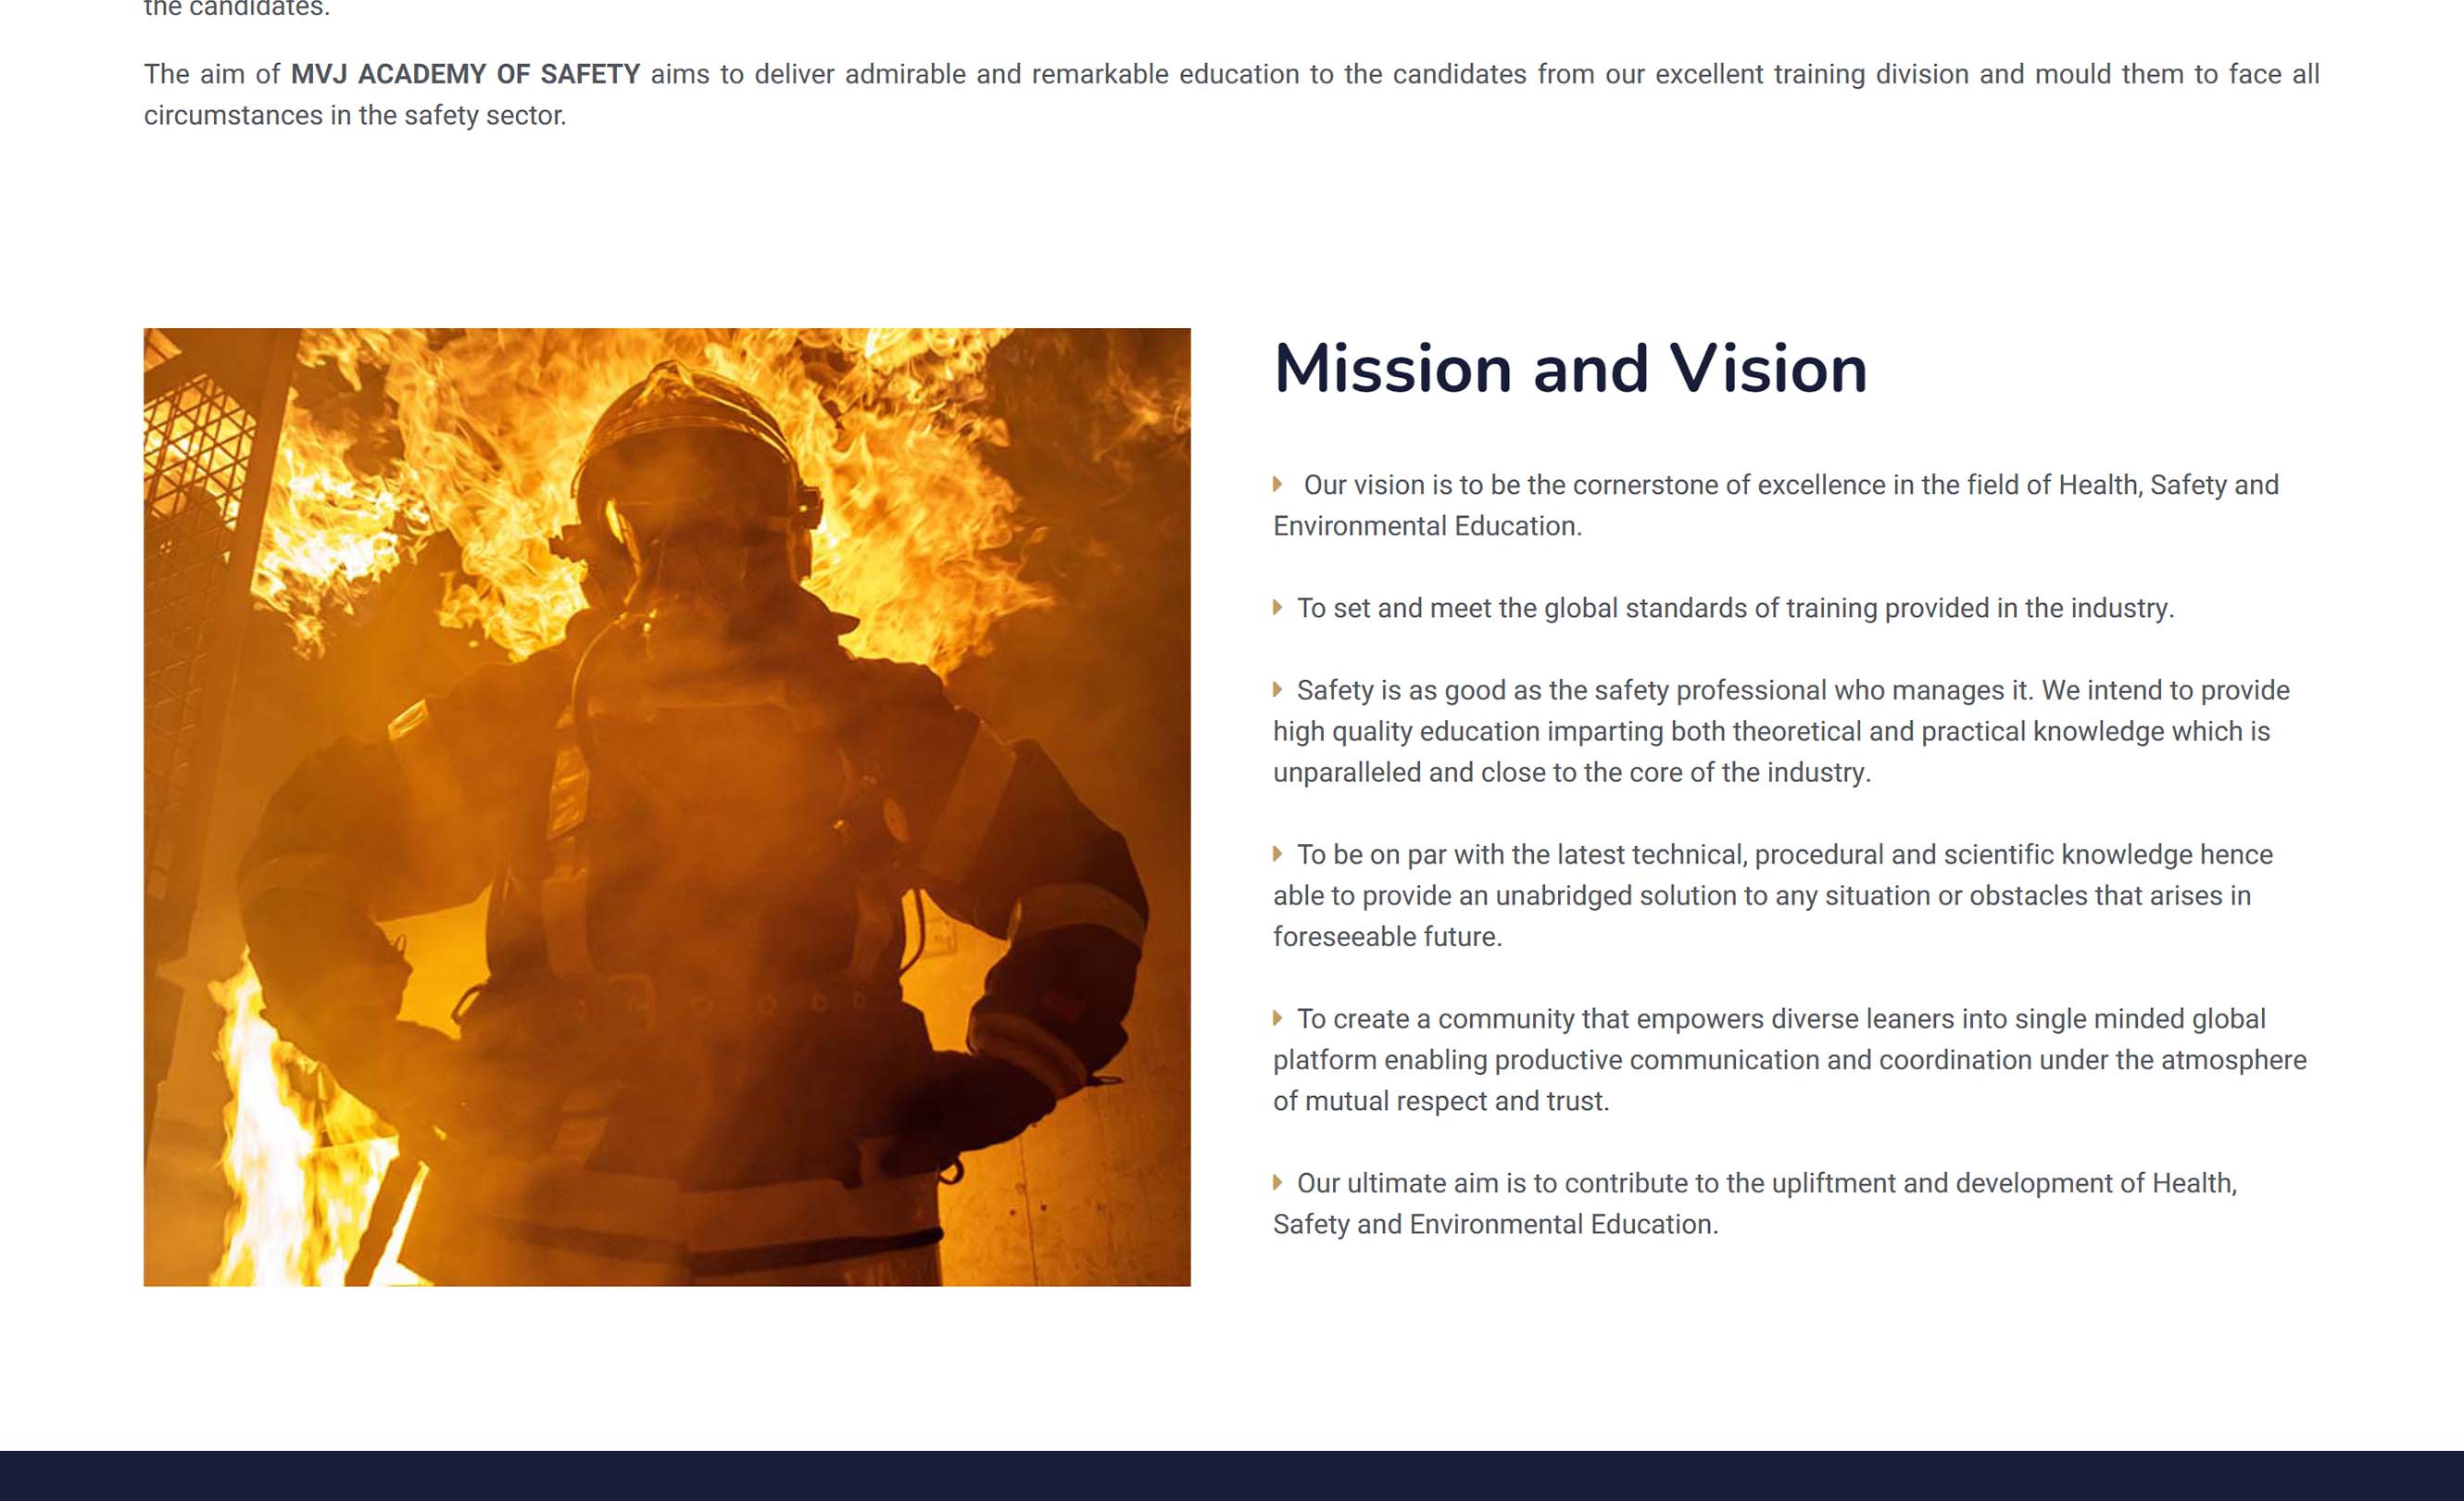 the candidates.
The aim of MVJ ACADEMY OF SAFETY aims to deliver admirable and remarkable education to the candidates from our excellent training division and mould them to face all
circumstances in the safety sector.
Mission and Vision
Our vision is to be the cornerstone of excellence in the field of Health, Safety and
Environmental Education.
To set and meet the global standards of training provided in the industry.
Safety is as good as the safety professional who manages it. We intend to provide
high quality education imparting both theoretical and practical knowledge which is
unparalleled and close to the core of the industry.
To be on par with the latest technical, procedural and scientific knowledge hence
able to provide an unabridged solution to any situation or obstacles that arises in
foreseeable future.
To create a community that empowers diverse leaners into single minded global
platform enabling productive communication and coordination under the atmosphere
of mutual respect and trust.
Our ultimate aim is to contribute to the upliftment and development of Health,
Safety and Environmental Education.